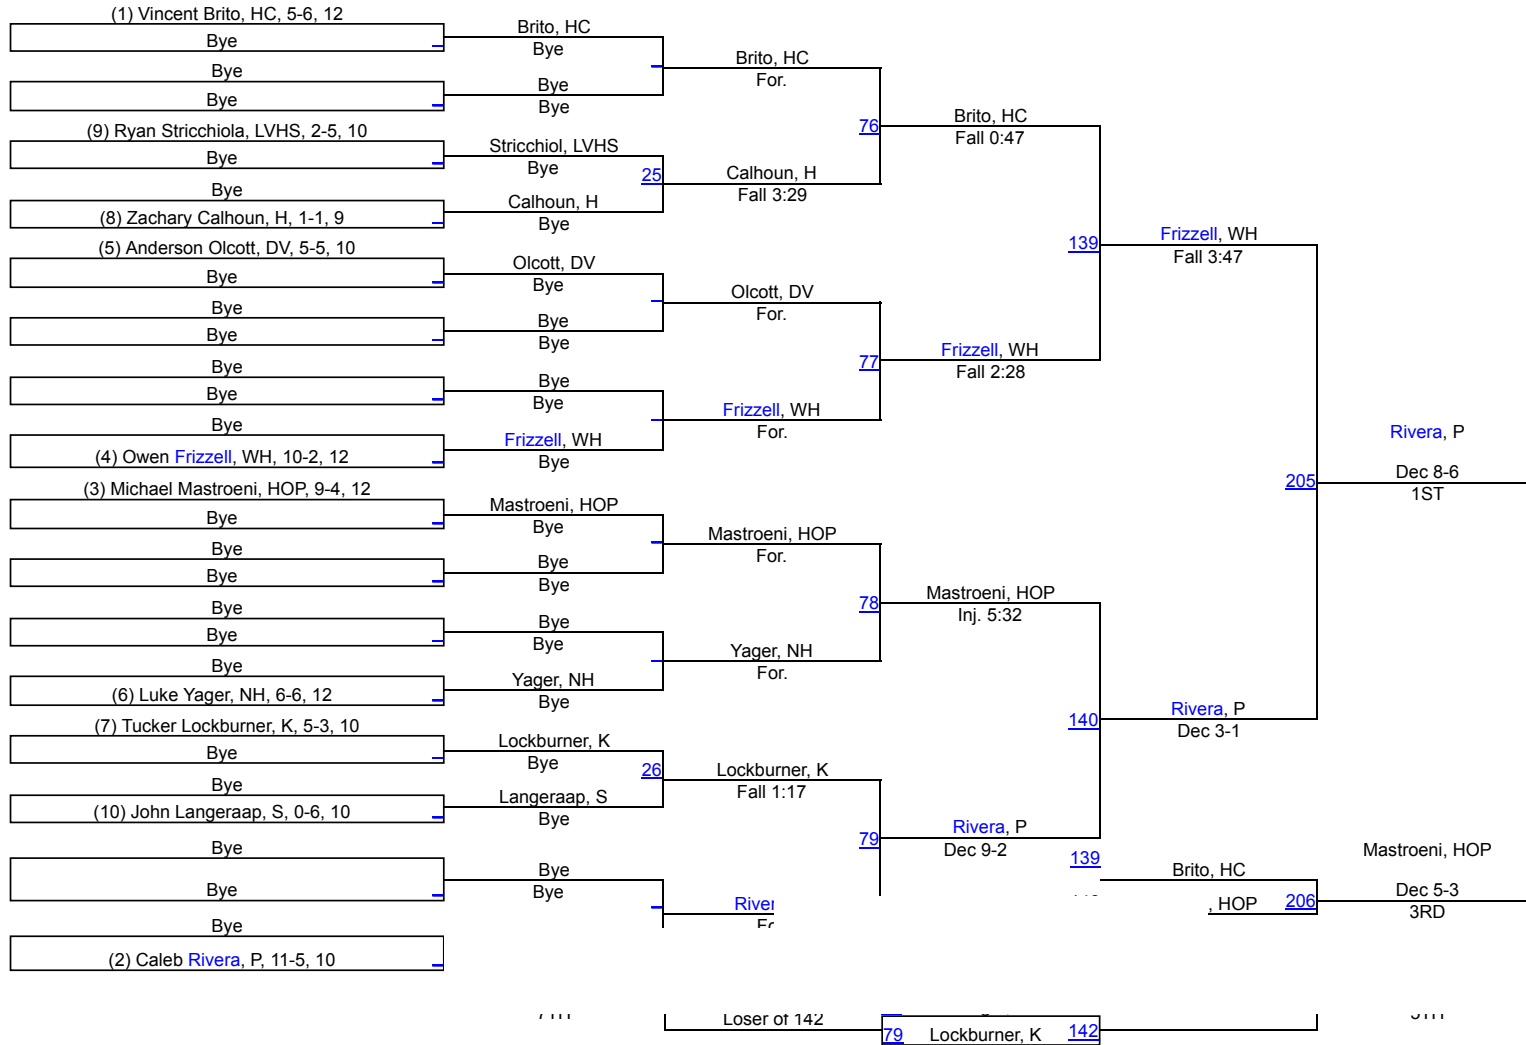 (1) Vincent Brito, HC, 5-6, 12
Bye
Bye
Bye
(9) Ryan Stricchiola, LVHS, 2-5, 10
Bye
Bye
(8) Zachary Calhoun, H, 1-1, 9
(5) Anderson Olcott, DV, 5-5, 10
Bye
Bye
Bye
Bye
Bye
Bye
(4) Owen Frizzell, WH, 10-2, 12
(3) Michael Mastroeni, HOP, 9-4, 12
Bye
Bye
Bye
Bye
Bye
Bye
(6) Luke Yager, NH, 6-6, 12
(7) Tucker Lockburner, K, 5-3, 10
Bye
Bye
(10) John Langeraap, S, 0-6, 10
Bye
Bye
Bye
(2) Caleb Rivera, P, 11-5, 10
Brito, HC
Bye
Bye
Bye
Stricchiol, LVHS
Bye
25
Calhoun, H
Bye
Olcott, DV
Bye
Bye
Bye
Bye
Bye
Frizzell, WH
Bye
Mastroeni, HOP
Bye
Bye
Bye
Bye
Bye
Yager, NH
Bye
Lockburner, K
Bye
26
Langeraap, S
Bye
Bye
Bye
Brito, HC
For.
76
Calhoun, H
Fall 3:29
Olcott, DV
For.
77
Frizzell, WH
For.
Mastroeni, HOP
For.
78
Yager, NH
For.
Lockburner, K
Fall 1:17
79
Brito, HC
Fall 0:47
139
Frizzell, WH
Fall 2:28
Mastroeni, HOP
Inj. 5:32
140
Rivera, P
Dec 9-2
Frizzell, WH
Fall 3:47
205
Rivera, P
Dec 3-1
Rivera, P
Dec 8-6
1ST
139
Brito, HC
, HOP
206
Mastroeni, HOP
Dec 5-3
3RD
Loser of 142
79
Lockburner, K
142